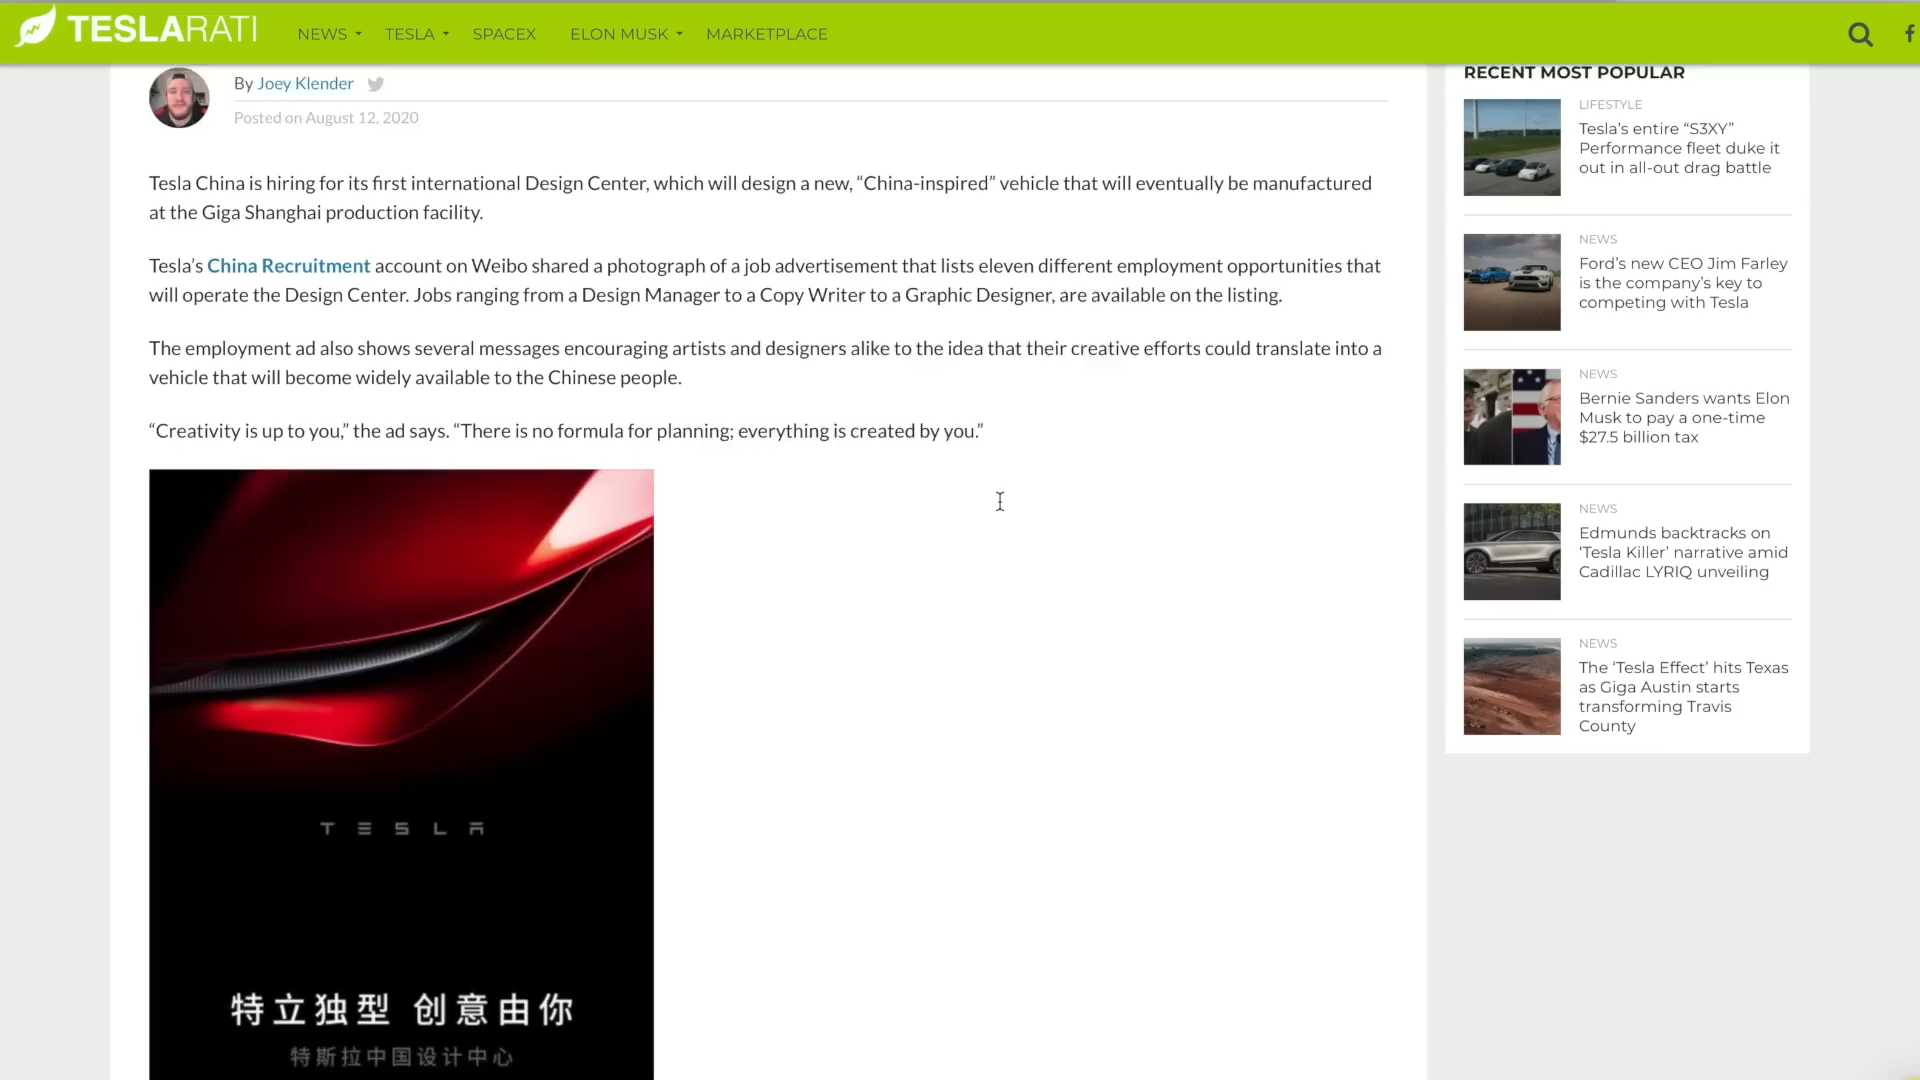 TESLARATI
NEWS
TESLA
SPACEX
ELON MUSK
MARKETPLACE
f
By Joey Klender
Posted on August 12, 2020
Tesla China is hiring for its first international Design Center, which will design a new, “China-inspired” vehicle that will eventually be manufactured
at the Giga Shanghai production facility.
Tesla’s China Recruitment account on Weibo shared a photograph of a job advertisement that lists eleven different employment opportunities that
will operate the Design Center. Jobs ranging from a Design Manager to a Copy Writer to a Graphic Designer, are available on the listing.
The employment ad also shows several messages encouraging artists and designers alike to the idea that their creative efforts could translate into a
vehicle that will become widely available to the Chinese people.
“Creativity is up to you,” the ad says. “There is no formula for planning; everything is created by you.”
TESLA
特立独型 创意由你
特斯拉中国设计中心
RECENT MOST POPULAR
LIFESTYLE
Tesla’s entire “S3XY”
Performance fleet duke it
out in all-out drag battle
NEWS
Ford’s new CEO Jim Farley
is the company’s key to
competing with Tesla
NEWS
Bernie Sanders wants Elon
Musk to pay a one-time
$27.5 billion tax
NEWS
Edmunds backtracks on
‘Tesla Killer’ narrative amid
Cadillac LYRIQ unveiling
NEWS
The ‘Tesla Effect’ hits Texas
as Giga Austin starts
transforming Travis
County